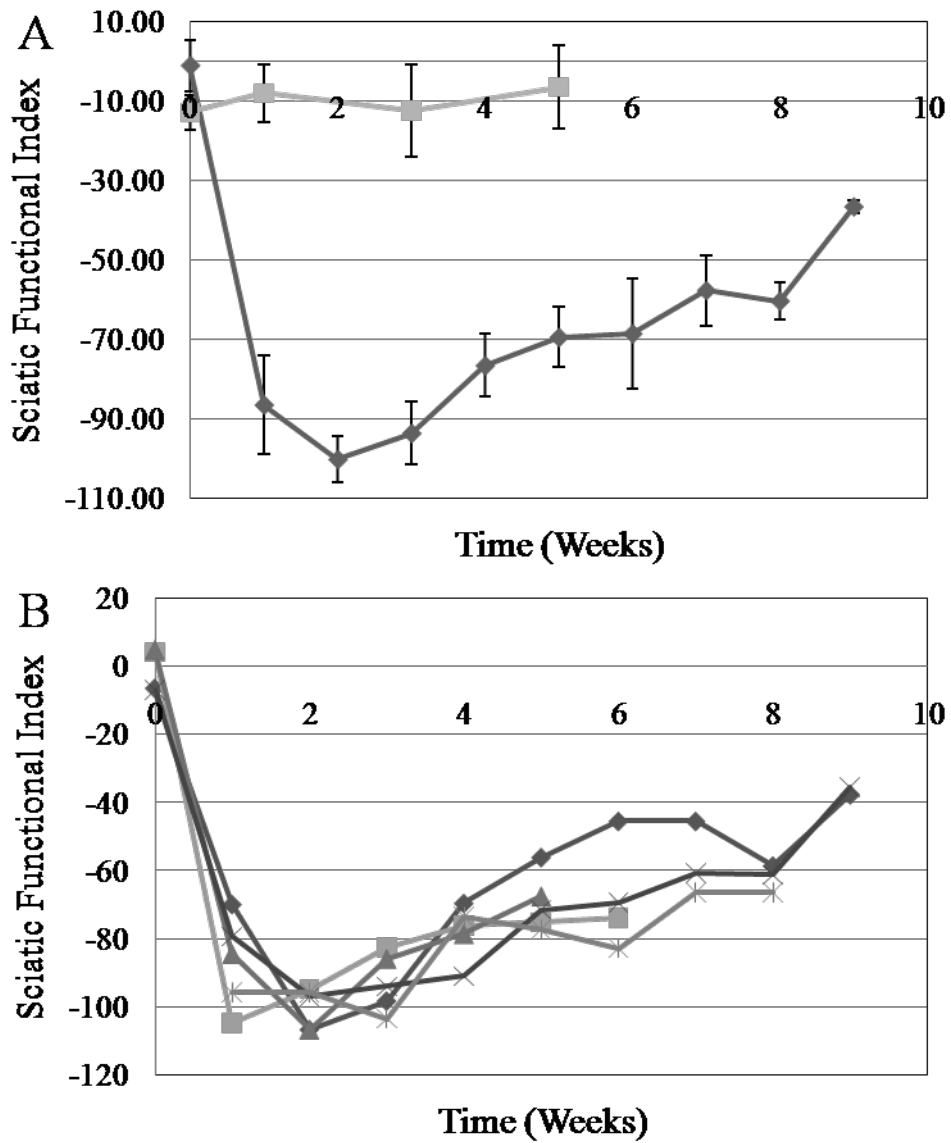 A
Sciatic Functional Index
10.00
-10.00
-30.00
-50.00
-70.00
-90.00
-110.00
0 2 4 6 8 10
Time (Weeks)
B
Sciatic Functional Index
20
0
-20
-40
-60
-80
-100
-120
0 2 4 6 8 10
Time (Weeks)